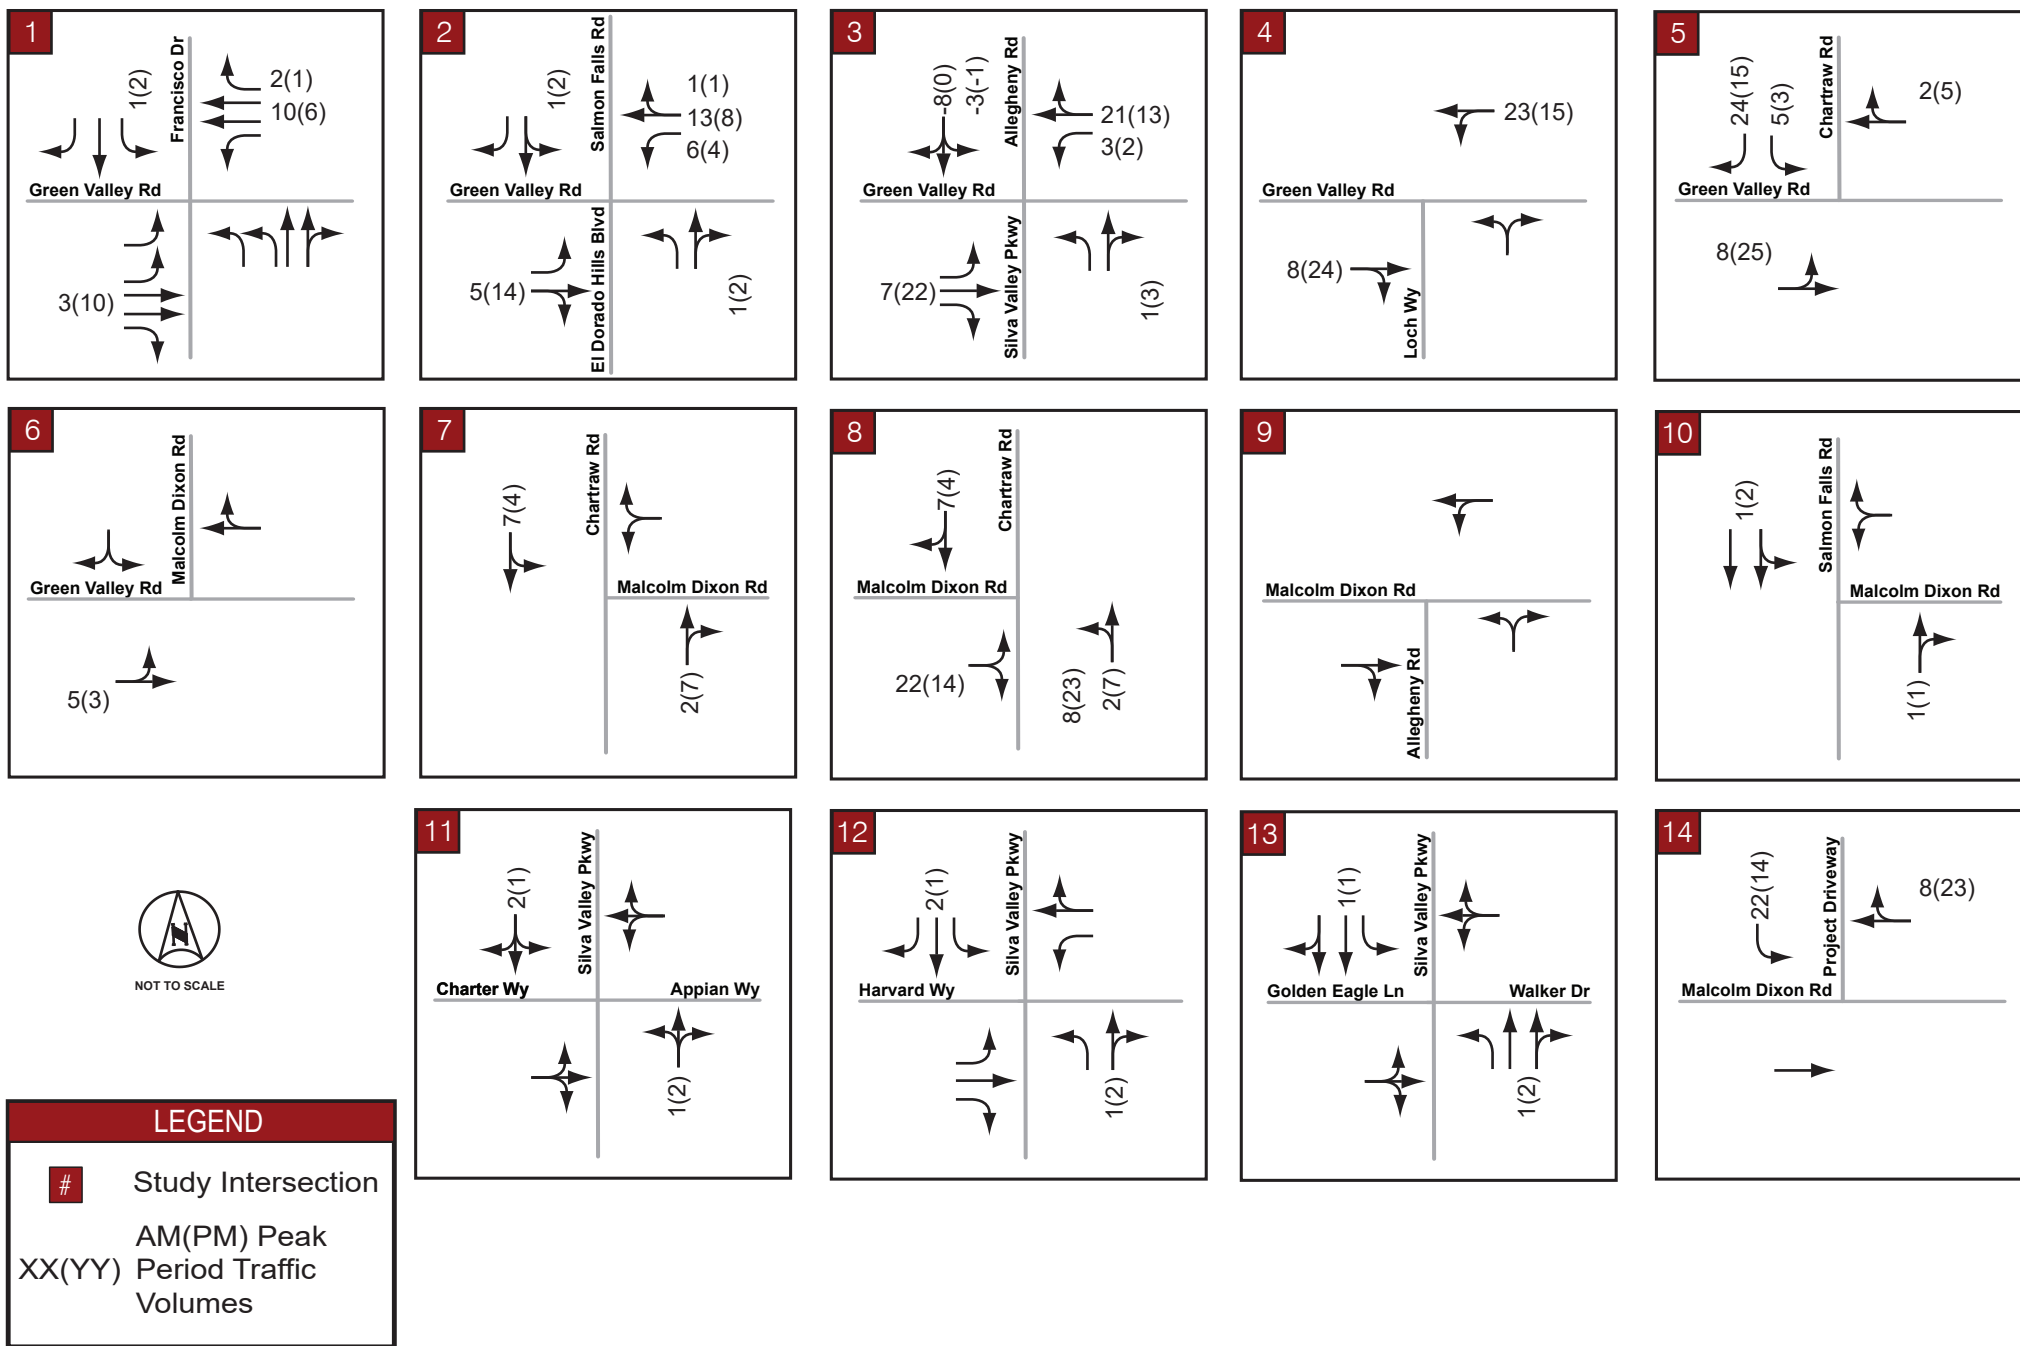 1
Francisco Dr
1(2)
2(1)
10(6)
Green Valley Rd
3(10)
2
Salmon Falls Rd
1(2)
1(1)
13(8)
6(4)
Green Valley Rd
El Dorado Hills Blvd
5(14)
1(2)
3
Allegheny Rd
-8(0)
-3(-1)
21(13)
3(2)
Green Valley Rd
Silva Valley Pkwy
7(22)
1(3)
4
23(15)
Green Valley Rd
8(24)
Loch Wy
5
Chartraw Rd
24(15)
5(3)
2(5)
Green Valley Rd
8(25)
6
Malcolm Dixon Rd
Green Valley Rd
5(3)
7
Chartraw Rd
7(4)
Malcolm Dixon Rd
2(7)
8
Chartraw Rd
7(4)
Malcolm Dixon Rd
22(14)
8(23)
2(7)
9
Malcolm Dixon Rd
Allegheny Rd
10
Salmon Falls Rd
1(2)
Malcolm Dixon Rd
1(1)
N
NOT TO SCALE
11
Silva Valley Pkwy
2(1)
Charter Wy
Appian Wy
1(2)
12
Silva Valley Pkwy
2(1)
Harvard Wy
1(2)
13
Silva Valley Pkwy
1(1)
Golden Eagle Ln
Walker Dr
1(2)
14
Project Driveway
22(14)
8(23)
Malcolm Dixon Rd
LEGEND
# Study Intersection
XX(YY) AM(PM) Peak
Period Traffic
Volumes